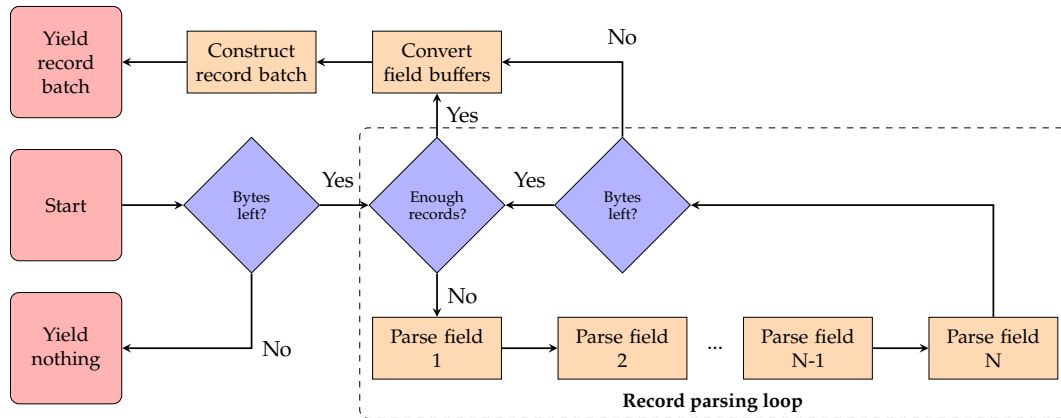 Yield
record
batch
Construct
record batch
Convert
field buffers
No
Yes
Start
Bytes
left?
Yes
Enough
records?
Yes
Bytes
left?
No
Yield
nothing
No
Parse field
1
Parse field
2
...
Parse field
N-1
Parse field
N
Record parsing loop